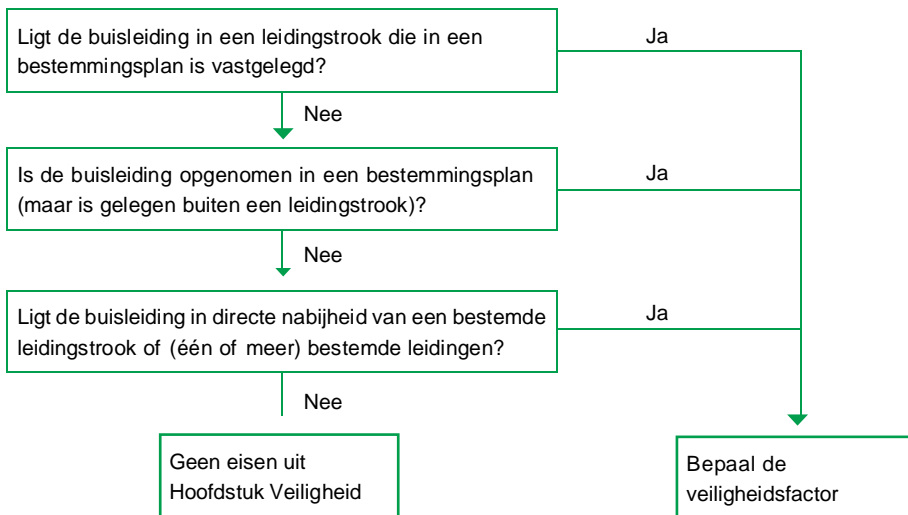 Ligt de buisleiding in een leidingstrook die in een
bestemmingsplan is vastgelegd?
Ja
Nee
Is de buisleiding opgenomen in een bestemmingsplan
(maar is gelegen buiten een leidingstrook)?
Ja
Nee
Ligt de buisleiding in directe nabijheid van een bestemde
leidingstrook of (één of meer) bestemde leidingen?
Ja
Nee
Geen eisen uit
Hoofdstuk Veiligheid
Bepaal de
veiligheidsfactor